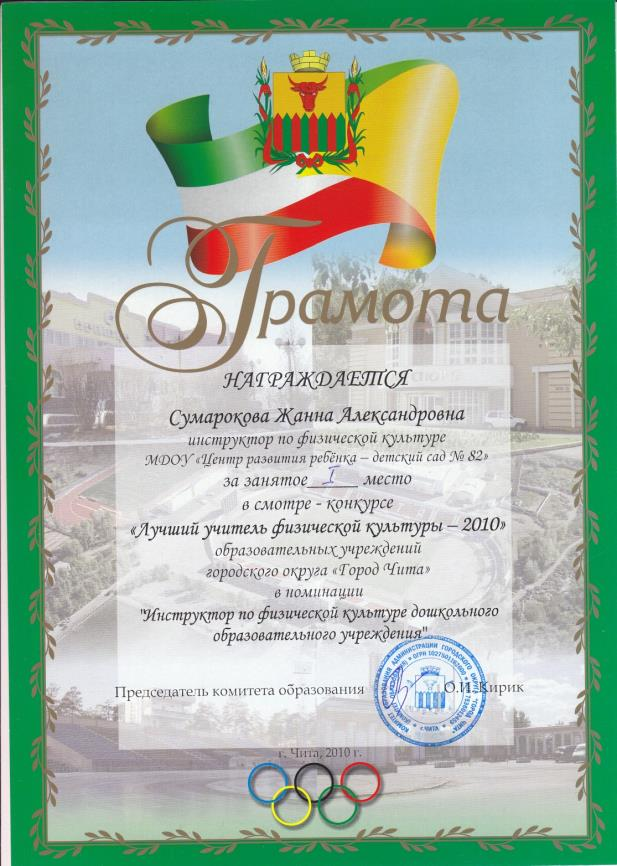 Грамота
НАГРАЖДАЕТСЯ
Сумарокова Жанна Александровна
инструктор по физической культуре
МДОУ «Центр развития ребёнка – детский сад № 82»
за занятое I место
в смотре - конкурсе
«Лучший учитель физической культуры – 2010»
образовательных учреждений
городского округа «Город Чита»
в номинации
"Инструктор по физической культуре дошкольного
образовательного учреждения"
Председатель комитета образования О.И. Кирик
г. Чита, 2010 г.